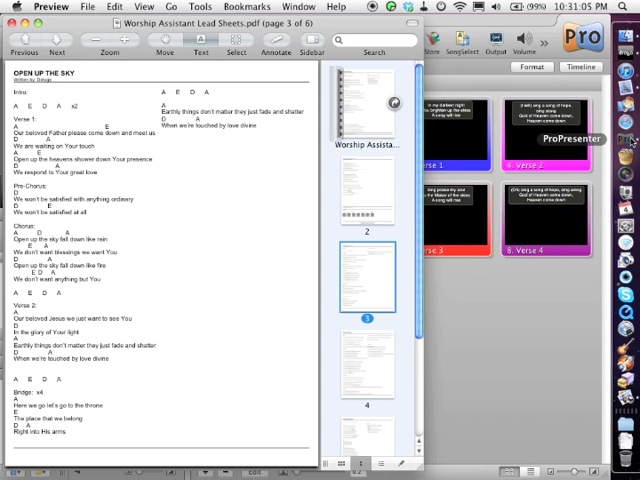 Preview File Edit View Go Tools Bookmarks Window Help (99%) 10:31:05 PM
Worship Assistant Lead Sheets.pdf (page 3 of 6)
Previous Next Zoom Move Text Select Annotate Sidebar Search
Store SongSelect Output Volume
Pro
Format Timeline
OPEN UP THE SKY
Intro:
A E D A x2
Verse 1:
A E
Our beloved Father please come down and meet us
D A
We are waiting on Your touch
A E
Open up the heavens shower down Your presence
D A
We respond to Your great love
Pre-Chorus:
D
We won't be satisfied with anything ordinary
D E
We won't be satisfied at all
Chorus:
A D A
Open up the sky fall down like rain
E A
We don't want blessings we want You
D A
Open up the sky fall down like fire
E D A
We don't want anything but You
A E D A
Verse 2:
A
Our beloved Jesus we just want to see You
D
In the glory of Your light
A
Earthly things don't matter they just fade and shatter
D A
When we're touched by love divine
A E D A
Bridge: x4
A
Here we go let's go to the throne
E
The place that we belong
D A
Right into His arms
A E D A
A
Earthly things don't matter they just fade and shatter
D A
When we're touched by love divine
Worship Assista...
2
3
4
verse 1
4. Verse 2
ProPresenter
verse 3
8. Verse 4
Edit